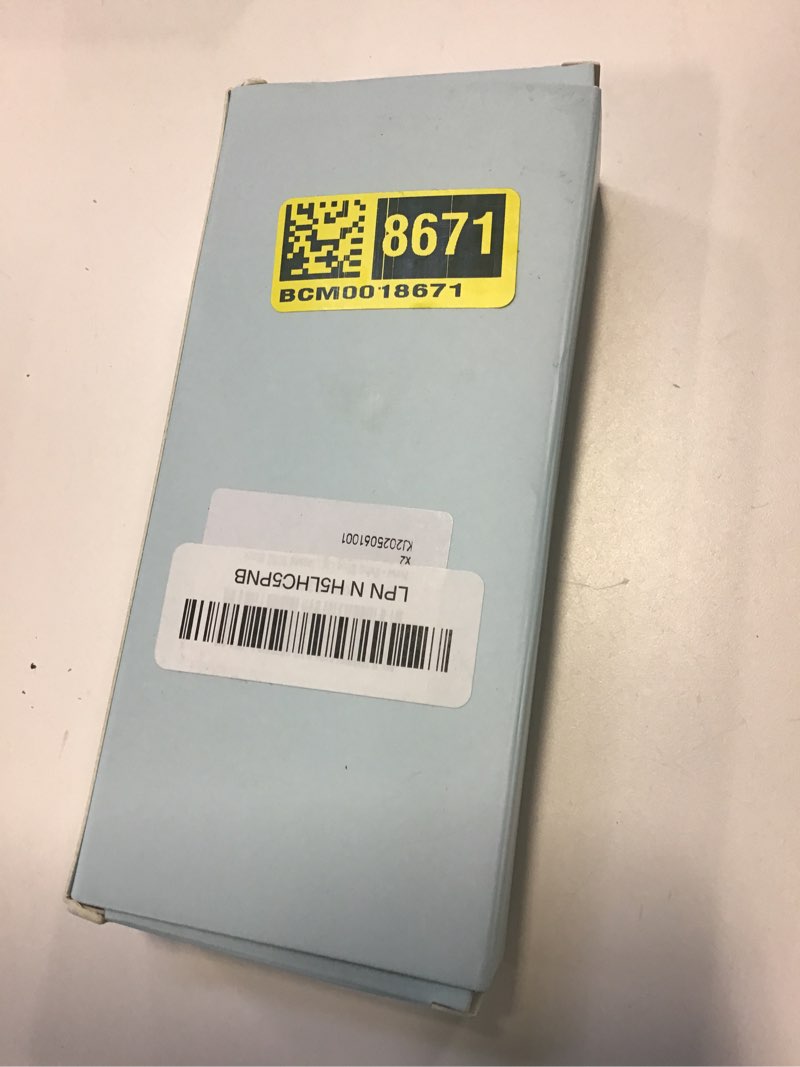 8671
BCM0018671
KJ2025061001
X2
LPN N H5LHC5PNB